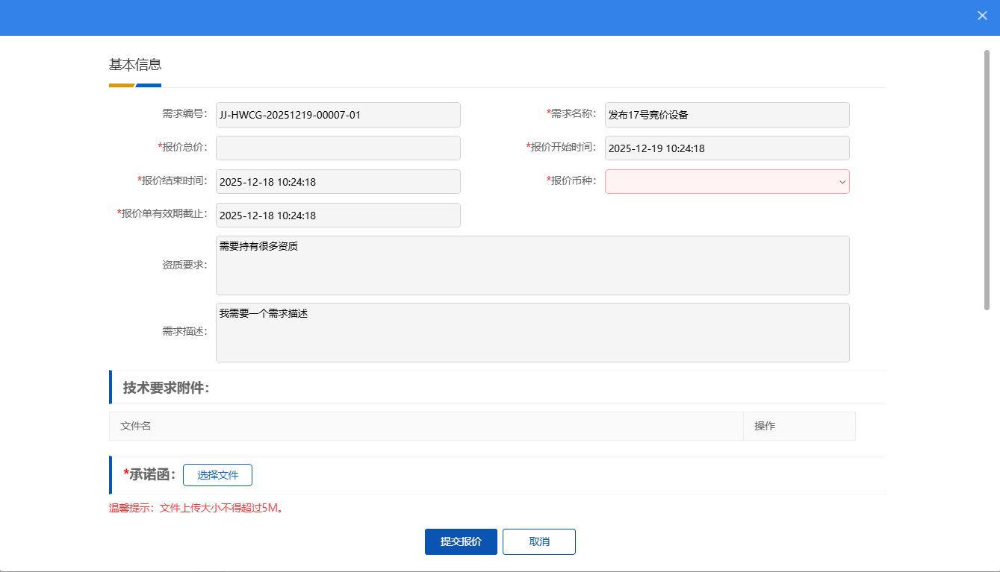 基本信息
需求编号: JJ-HWCG-20251219-00007-01
*需求名称: 发布17号竞价设备
*报价总价:
*报价开始时间: 2025-12-19 10:24:18
*报价结束时间: 2025-12-18 10:24:18
*报价币种:
*报价单有效期截止: 2025-12-18 10:24:18
资质要求: 需要持有很多资质
需求描述: 我需要一个需求描述
技术要求附件:
文件名 操作
*承诺函: 选择文件
温馨提示：文件上传大小不得超过5M。
提交报价 取消